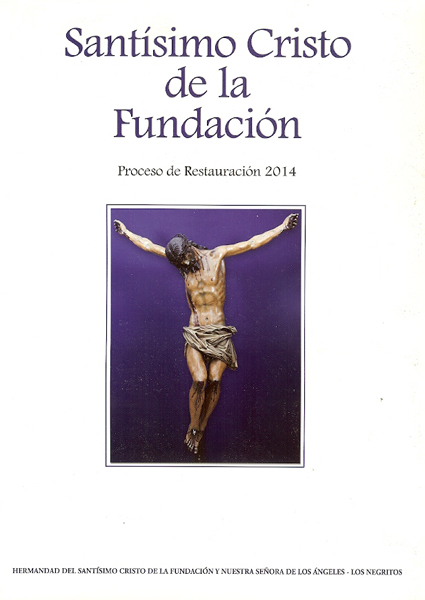 Santísimo Cristo
de la
Fundación
Proceso de Restauración 2014
HERMANDAD DEL SANTÍSIMO CRISTO DE LA FUNDACIÓN Y NUESTRA SEÑORA DE LOS ÁNGELES - LOS NEGRITOS